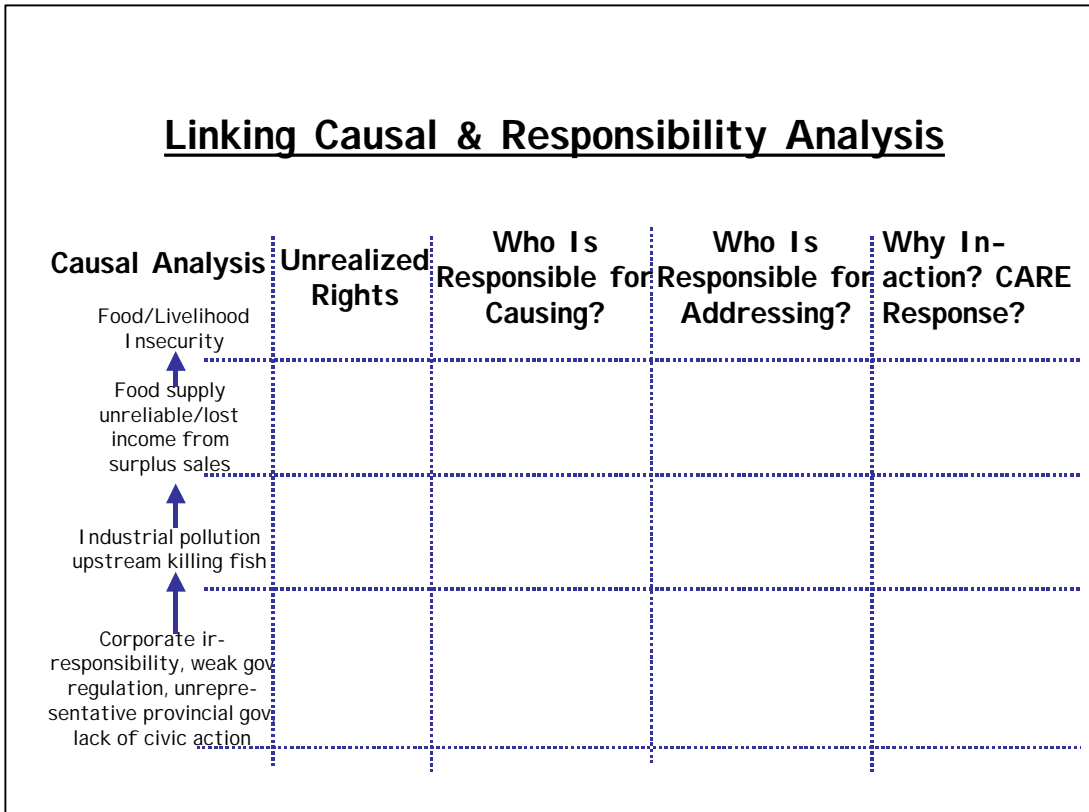 Linking Causal & Responsibility Analysis
Causal Analysis
Unrealized
Rights
Who Is
Responsible for
Causing?
Who Is
Responsible for
Addressing?
Why In-
action? CARE
Response?
Food/Livelihood
Insecurity
Food supply
unreliable/lost
income from
surplus sales
Industrial pollution
upstream killing fish
Corporate ir-
responsibility, weak gov
regulation, unrepre-
sentative provincial gov
lack of civic action